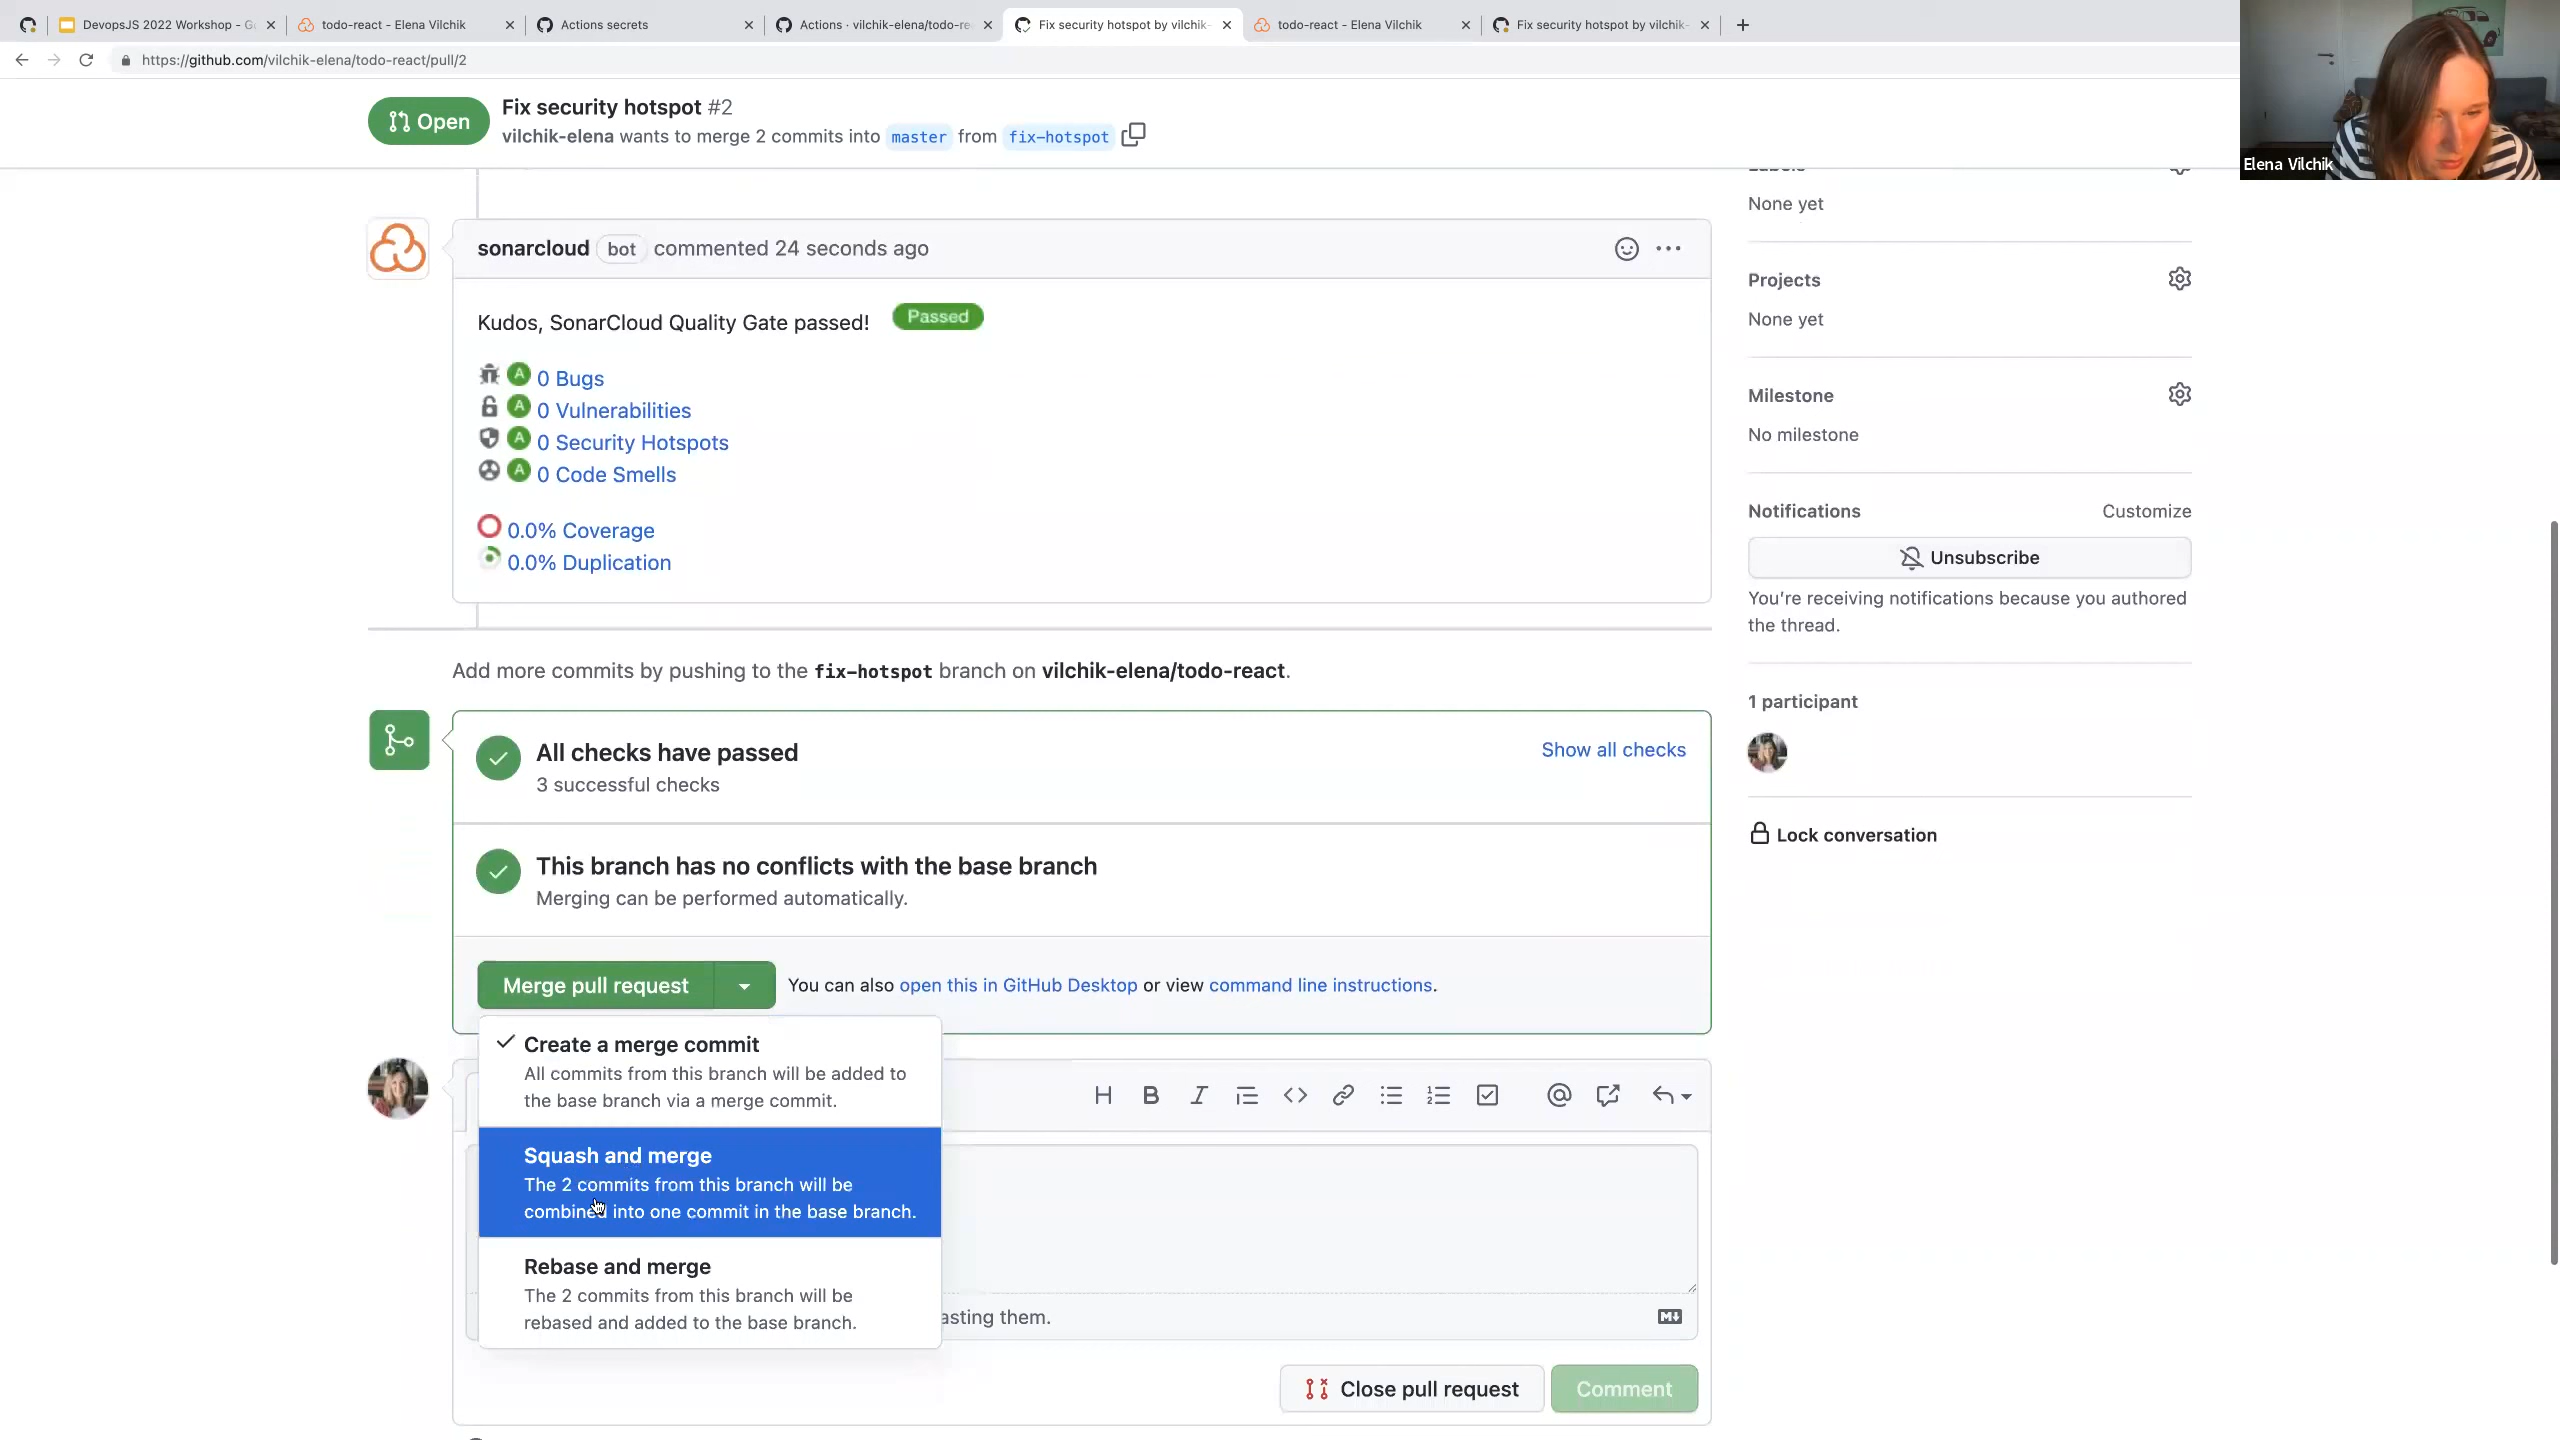 DevopsJS 2022 Workshop - G
todo-react - Elena Vilchik
Actions secrets
Actions · vilchik-elena/todo-re
Fix security hotspot by vilchik-
todo-react - Elena Vilchik
Fix security hotspot by vilchik-
https://github.com/vilchik-elena/todo-react/pull/2
Elena Vilchik
Open
Fix security hotspot #2
vilchik-elena wants to merge 2 commits into master from fix-hotspot
Labels
None yet
sonarcloud bot commented 24 seconds ago
Projects
None yet
Kudos, SonarCloud Quality Gate passed! Passed
A 0 Bugs
A 0 Vulnerabilities
A 0 Security Hotspots
A 0 Code Smells
0.0% Coverage
0.0% Duplication
Milestone
No milestone
Notifications Customize
Unsubscribe
You're receiving notifications because you authored
the thread.
Add more commits by pushing to the fix-hotspot branch on vilchik-elena/todo-react.
1 participant
All checks have passed
3 successful checks
Show all checks
Lock conversation
This branch has no conflicts with the base branch
Merging can be performed automatically.
Merge pull request
You can also open this in GitHub Desktop or view command line instructions.
Create a merge commit
All commits from this branch will be added to
the base branch via a merge commit.
Squash and merge
The 2 commits from this branch will be
combined into one commit in the base branch.
Rebase and merge
The 2 commits from this branch will be
rebased and added to the base branch.
asting them.
Close pull request
Comment